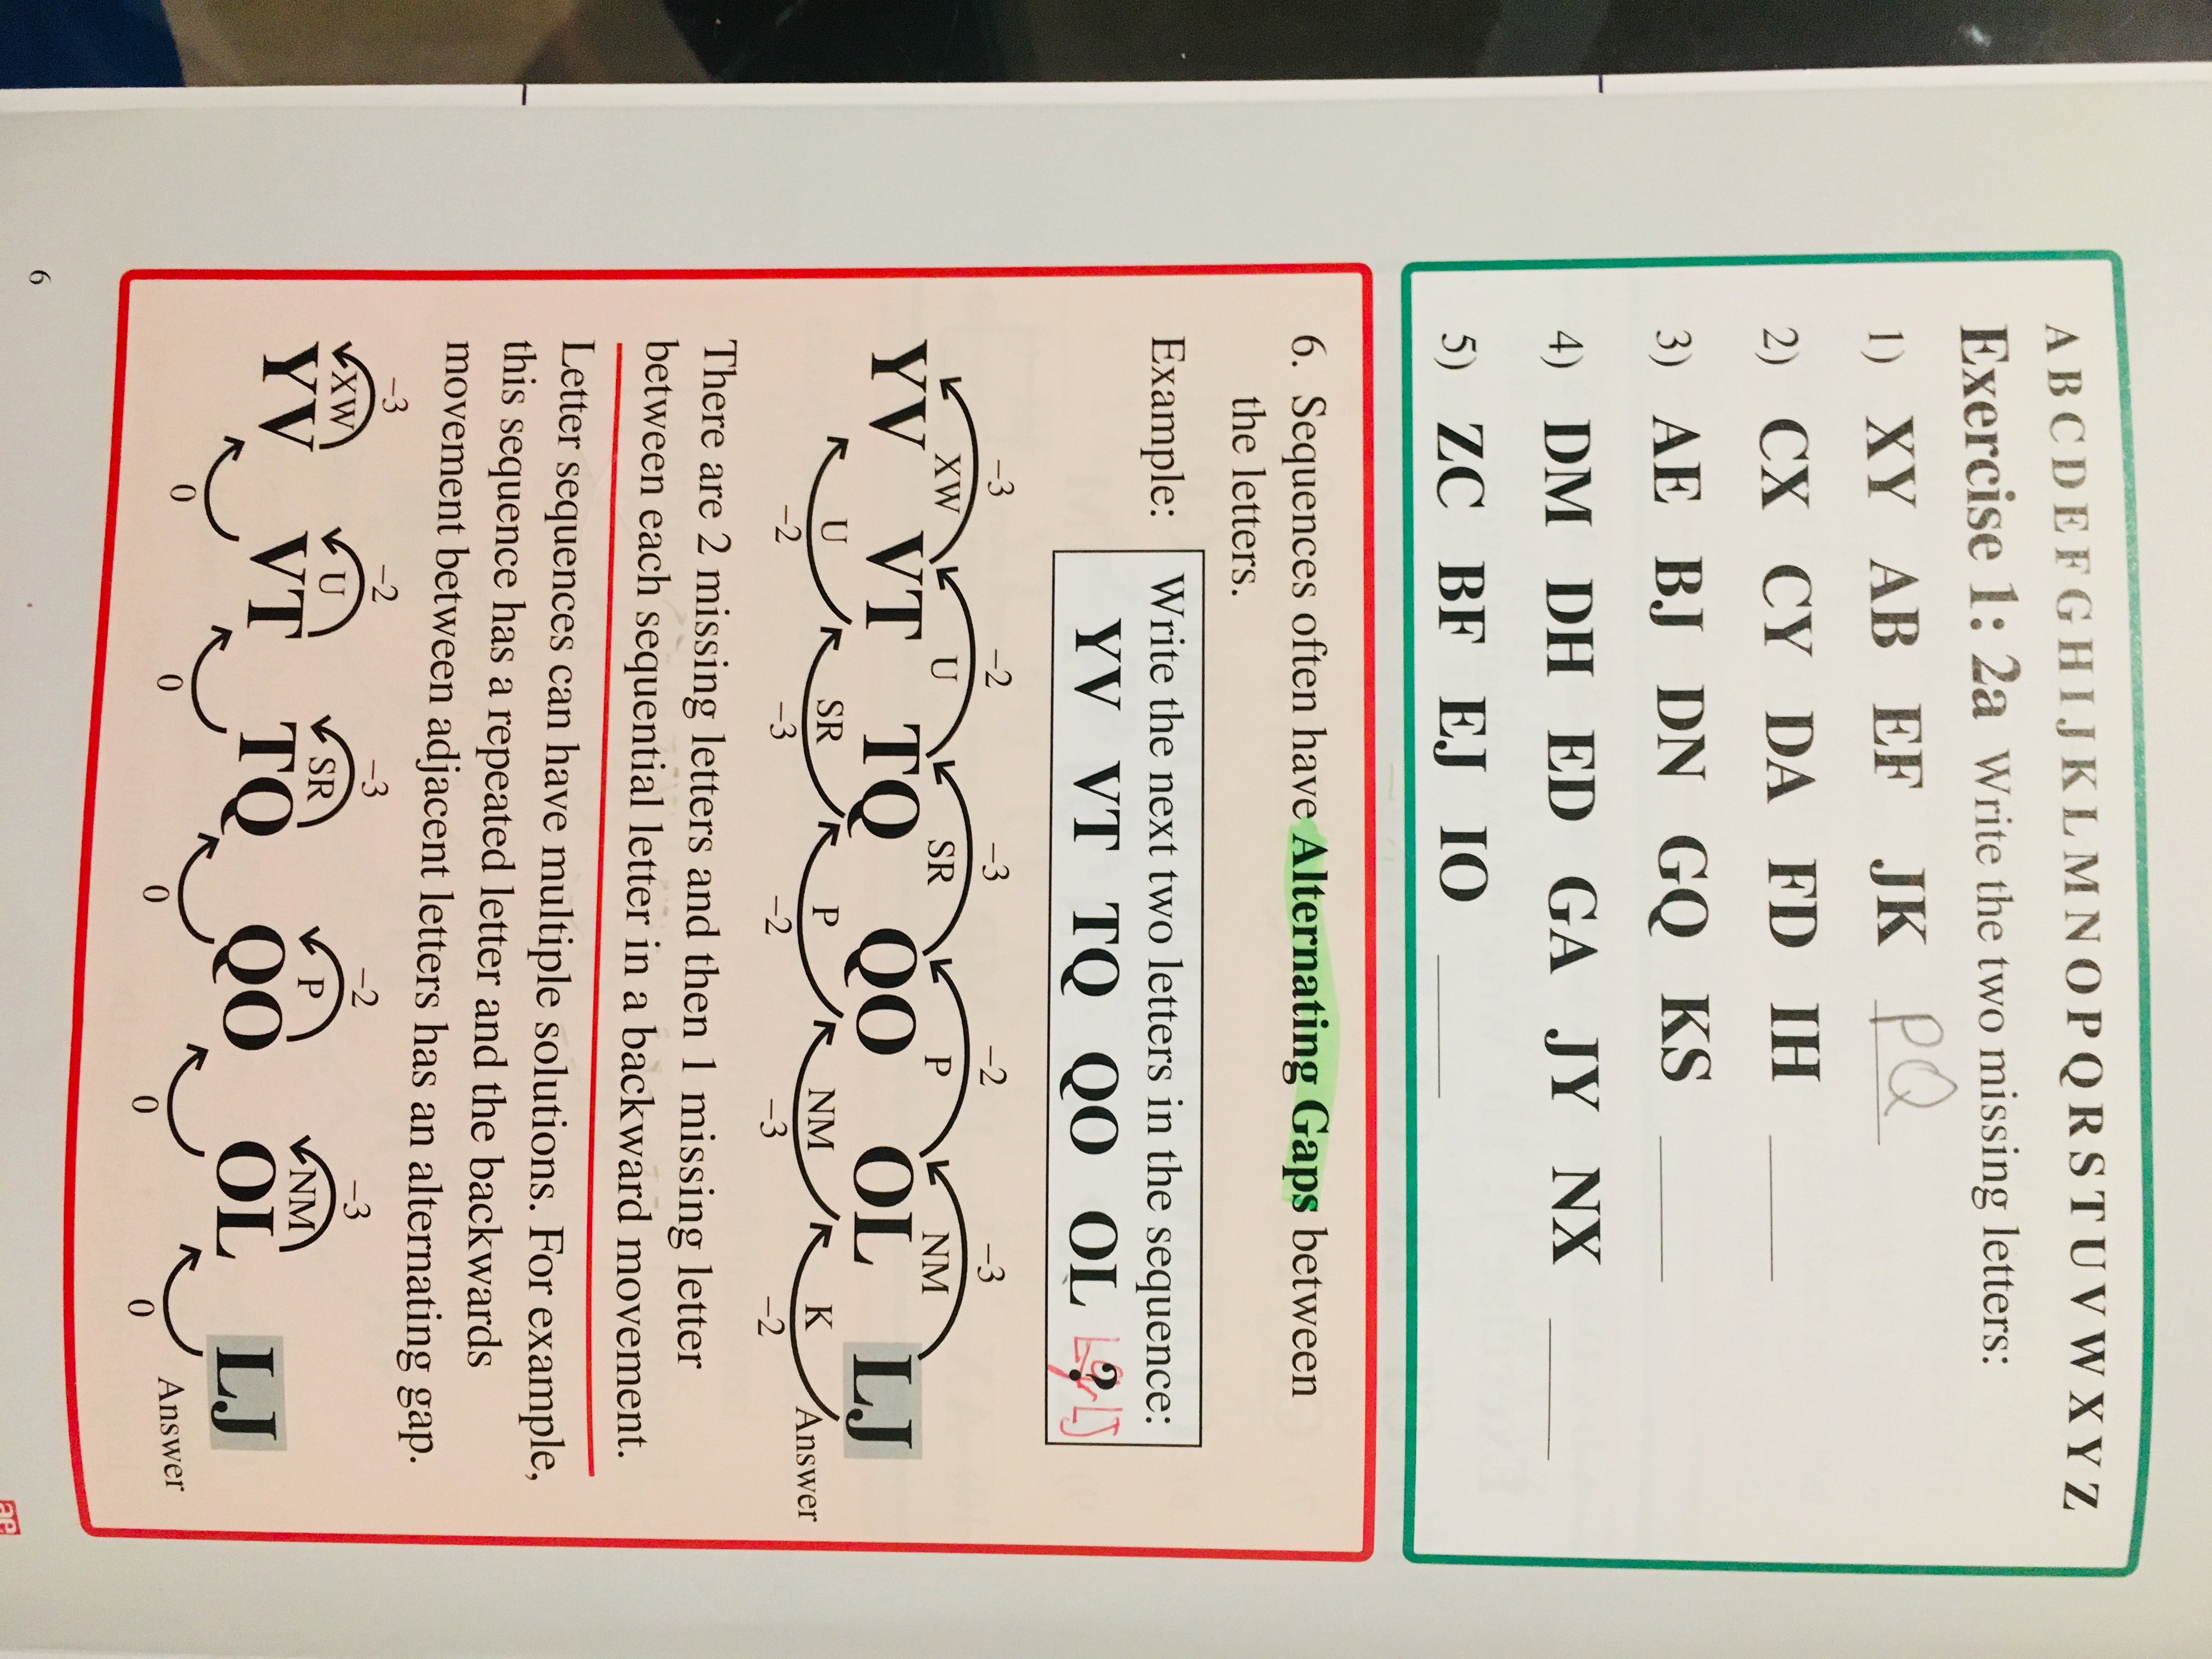 A B C D E F G H I J K L M N O P Q R S T U V W X Y Z
Exercise 1: 2a Write the two missing letters:
1) XY AB EF JK PQ
2) CX CY DA FD IH
3) AE BJ DN GQ KS
4) DM DH ED GA JY NX
5) ZC BF EJ IO
6. Sequences often have Alternating Gaps between
the letters.
Example: Write the next two letters in the sequence:
YV VT TQ QO OL ? LJ
–3 –2 –3 –2 –3
XW U SR P NM
YV VT TQ QO OL LJ
U SR P NM K Answer
–2 –3 –2 –3 –2
There are 2 missing letters and then 1 missing letter
between each sequential letter in a backward movement.
Letter sequences can have multiple solutions. For example,
this sequence has a repeated letter and the backwards
movement between adjacent letters has an alternating gap.
–3 –2 –3 –2 –3
XW U SR P NM
YV VT TQ QO OL LJ
0 0 0 0 0 Answer
6
ae